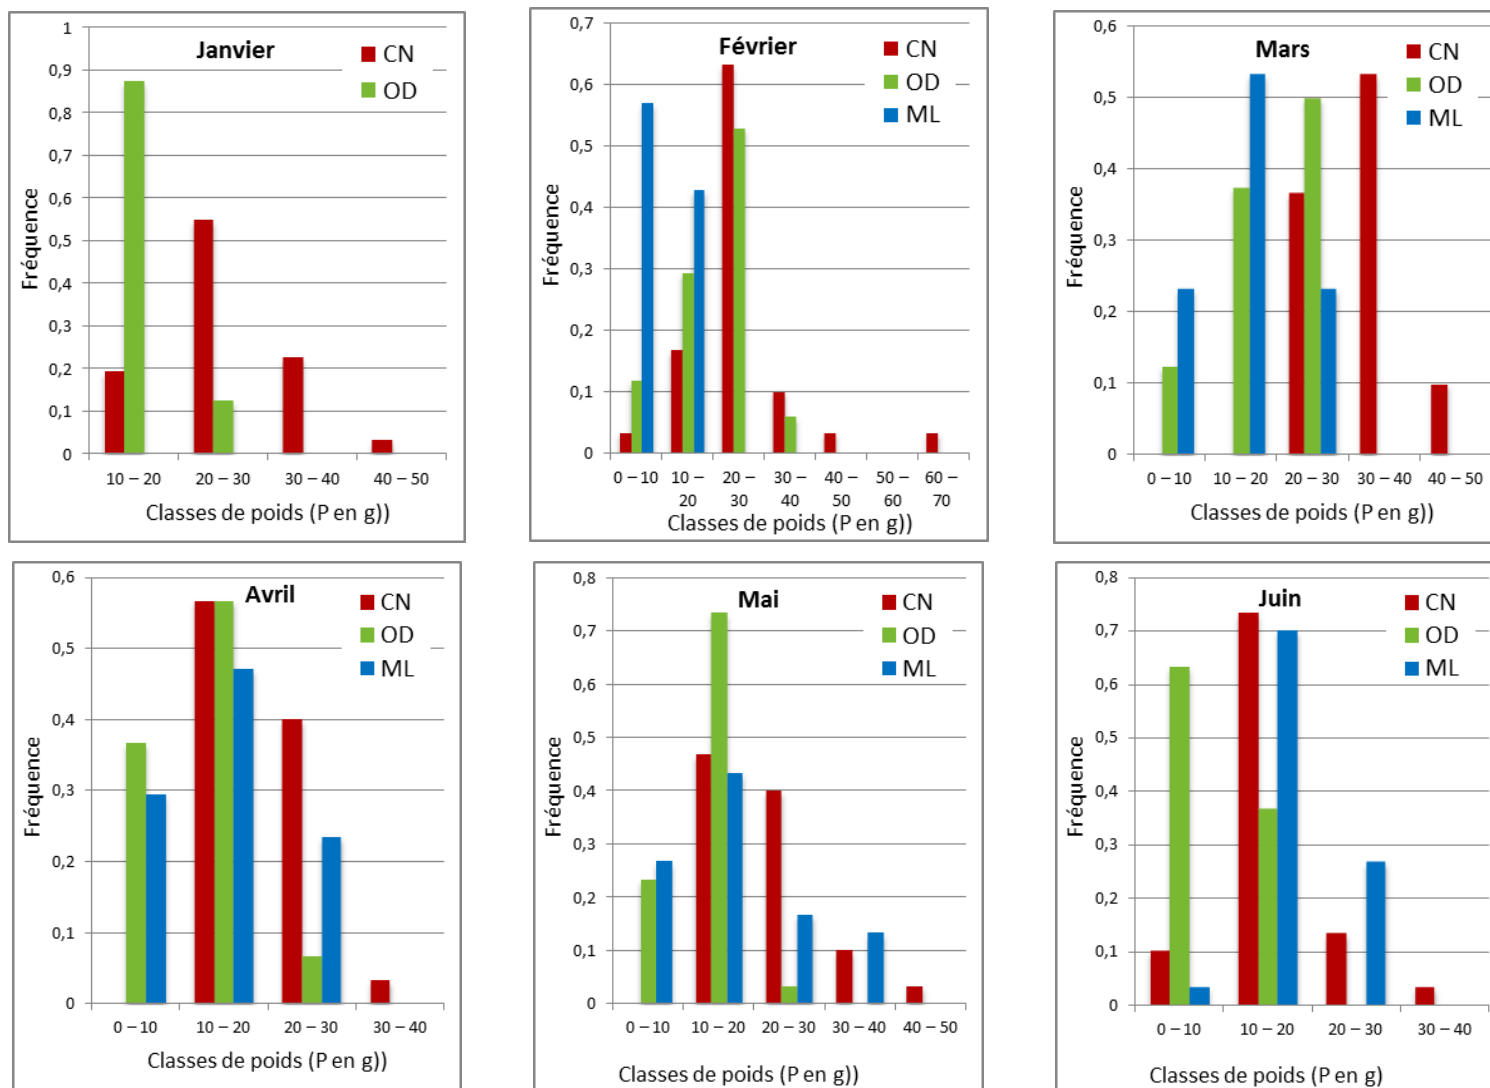 Janvier
CN
OD
Fréquence
1
0,9
0,8
0,7
0,6
0,5
0,4
0,3
0,2
0,1
0
10 – 20 20 – 30 30 – 40 40 – 50
Classes de poids (P en g))
Février
CN
OD
ML
Fréquence
0,7
0,6
0,5
0,4
0,3
0,2
0,1
0
0 – 10 10 – 20 20 – 30 30 – 40 40 – 50 50 – 60 60 – 70
Classes de poids (P en g))
Mars
CN
OD
ML
Fréquence
0,6
0,5
0,4
0,3
0,2
0,1
0
0 – 10 10 – 20 20 – 30 30 – 40 40 – 50
Classes de poids (P en g))
Avril
CN
OD
ML
Fréquence
0,6
0,5
0,4
0,3
0,2
0,1
0
0 – 10 10 – 20 20 – 30 30 – 40
Classes de poids (P en g))
Mai
CN
OD
ML
Fréquence
0,8
0,7
0,6
0,5
0,4
0,3
0,2
0,1
0
0 – 10 10 – 20 20 – 30 30 – 40 40 – 50
Classes de poids (P en g))
Juin
CN
OD
ML
Fréquence
0,8
0,7
0,6
0,5
0,4
0,3
0,2
0,1
0
0 – 10 10 – 20 20 – 30 30 – 40
Classes de poids (P en g)